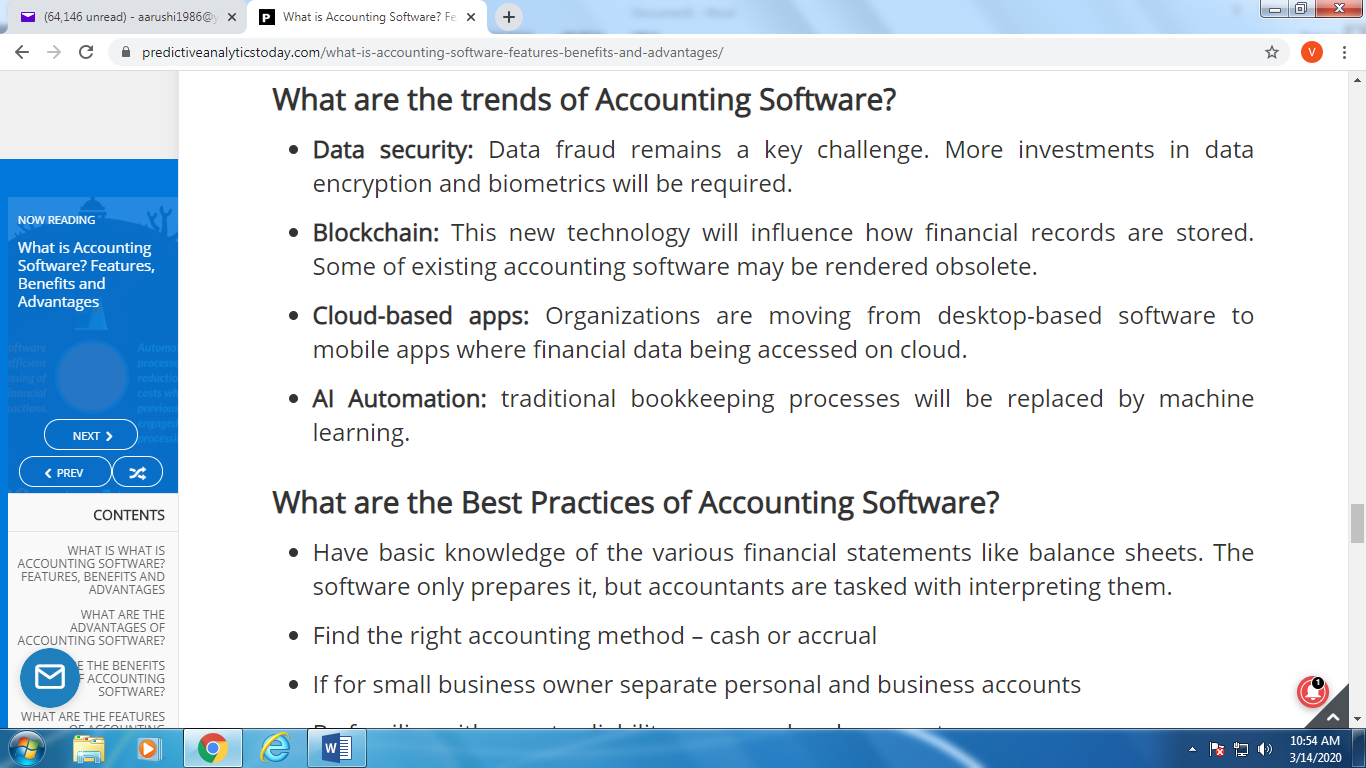 (64,146 unread) - aarushi1986@y
What is Accounting Software? Fe
predictiveanalyticstoday.com/what-is-accounting-software-features-benefits-and-advantages/
V
NOW READING
What is Accounting
Software? Features,
Benefits and
Advantages
NEXT
PREV
CONTENTS
WHAT IS WHAT IS
ACCOUNTING SOFTWARE?
FEATURES, BENEFITS AND
ADVANTAGES
WHAT ARE THE
ADVANTAGES OF
ACCOUNTING SOFTWARE?
E THE BENEFITS
F ACCOUNTING
SOFTWARE?
WHAT ARE THE FEATURES
OF ACCOUNTING
What are the trends of Accounting Software?
• Data security: Data fraud remains a key challenge. More investments in data
encryption and biometrics will be required.
• Blockchain: This new technology will influence how financial records are stored.
Some of existing accounting software may be rendered obsolete.
• Cloud-based apps: Organizations are moving from desktop-based software to
mobile apps where financial data being accessed on cloud.
• AI Automation: traditional bookkeeping processes will be replaced by machine
learning.
What are the Best Practices of Accounting Software?
• Have basic knowledge of the various financial statements like balance sheets. The
software only prepares it, but accountants are tasked with interpreting them.
• Find the right accounting method – cash or accrual
• If for small business owner separate personal and business accounts
1
10:54 AM
3/14/2020